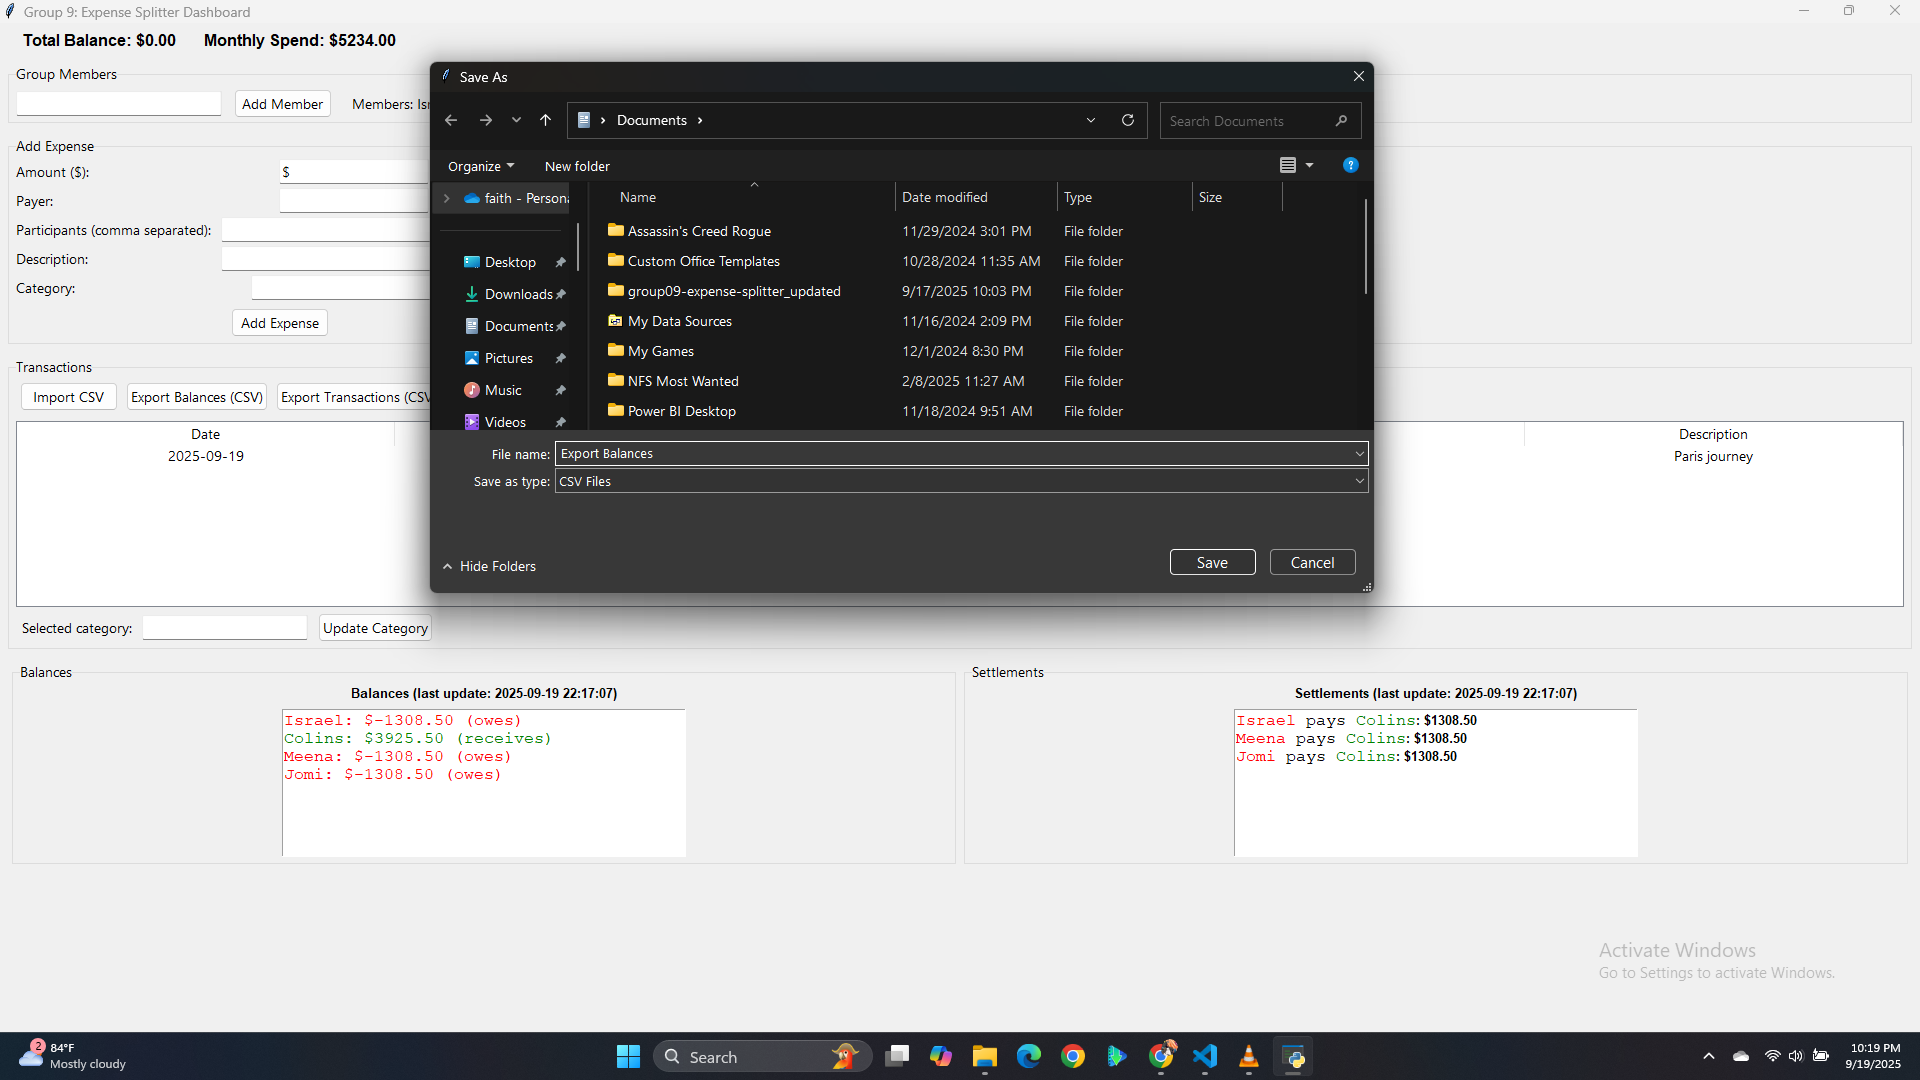 Group 9: Expense Splitter Dashboard
Total Balance: $0.00 Monthly Spend: $5234.00
Group Members
Add Member Members: Isr
Add Expense
Amount ($): $
Payer:
Participants (comma separated):
Description:
Category:
Add Expense
Transactions
Import CSV Export Balances (CSV) Export Transactions (CSV
Date Description
2025-09-19 Paris journey
Selected category: Update Category
Save As
Documents
Search Documents
Organize New folder
faith - Persona
Desktop
Downloads
Documents
Pictures
Music
Videos
Name Date modified Type Size
Assassin's Creed Rogue 11/29/2024 3:01 PM File folder
Custom Office Templates 10/28/2024 11:35 AM File folder
group09-expense-splitter_updated 9/17/2025 10:03 PM File folder
My Data Sources 11/16/2024 2:09 PM File folder
My Games 12/1/2024 8:30 PM File folder
NFS Most Wanted 2/8/2025 11:27 AM File folder
Power BI Desktop 11/18/2024 9:51 AM File folder
File name: Export Balances
Save as type: CSV Files
Hide Folders Save Cancel
Balances
Balances (last update: 2025-09-19 22:17:07)
Israel: $-1308.50 (owes)
Colins: $3925.50 (receives)
Meena: $-1308.50 (owes)
Jomi: $-1308.50 (owes)
Settlements
Settlements (last update: 2025-09-19 22:17:07)
Israel pays Colins: $1308.50
Meena pays Colins: $1308.50
Jomi pays Colins: $1308.50
Activate Windows
Go to Settings to activate Windows.
2
84°F
Mostly cloudy
Search
10:19 PM
9/19/2025